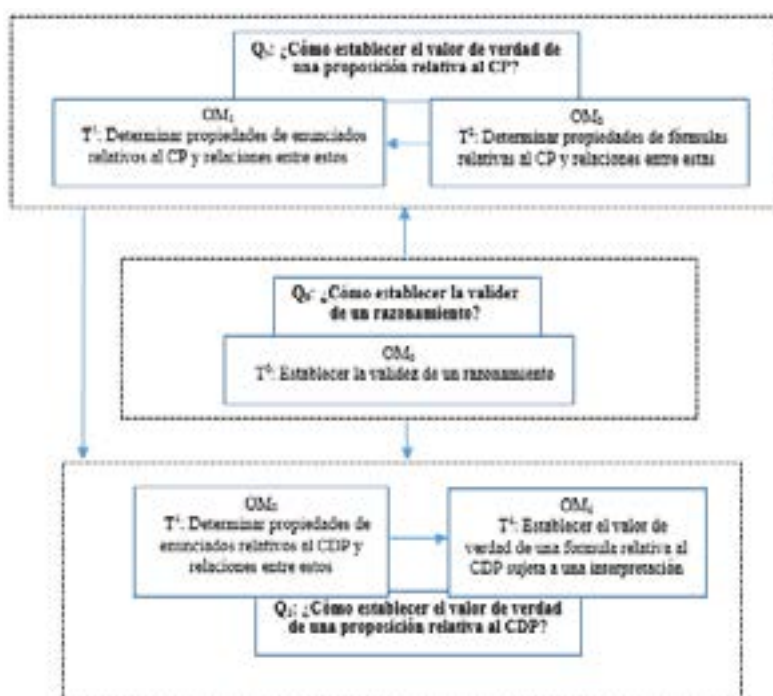 Q₁: ¿Cómo establecer el valor de verdad de
una proposición relativa al CP?
OM₁
T¹: Determinar propiedades de enunciados
relativos al CP y relaciones entre estos
OM₂
T²: Determinar propiedades de fórmulas
relativas al CP y relaciones entre estas
Q₀: ¿Cómo establecer la validez
de un razonamiento?
T⁰: Establecer la validez de un razonamiento
T³: Determinar propiedades de
enunciados relativos al CDP y
relaciones entre estos
OM₄
T⁴: Establecer el valor de
verdad de una fórmula relativa al
CDP sujeta a una interpretación
Q₂: ¿Cómo establecer el valor de verdad
de una proposición relativa al CDP?